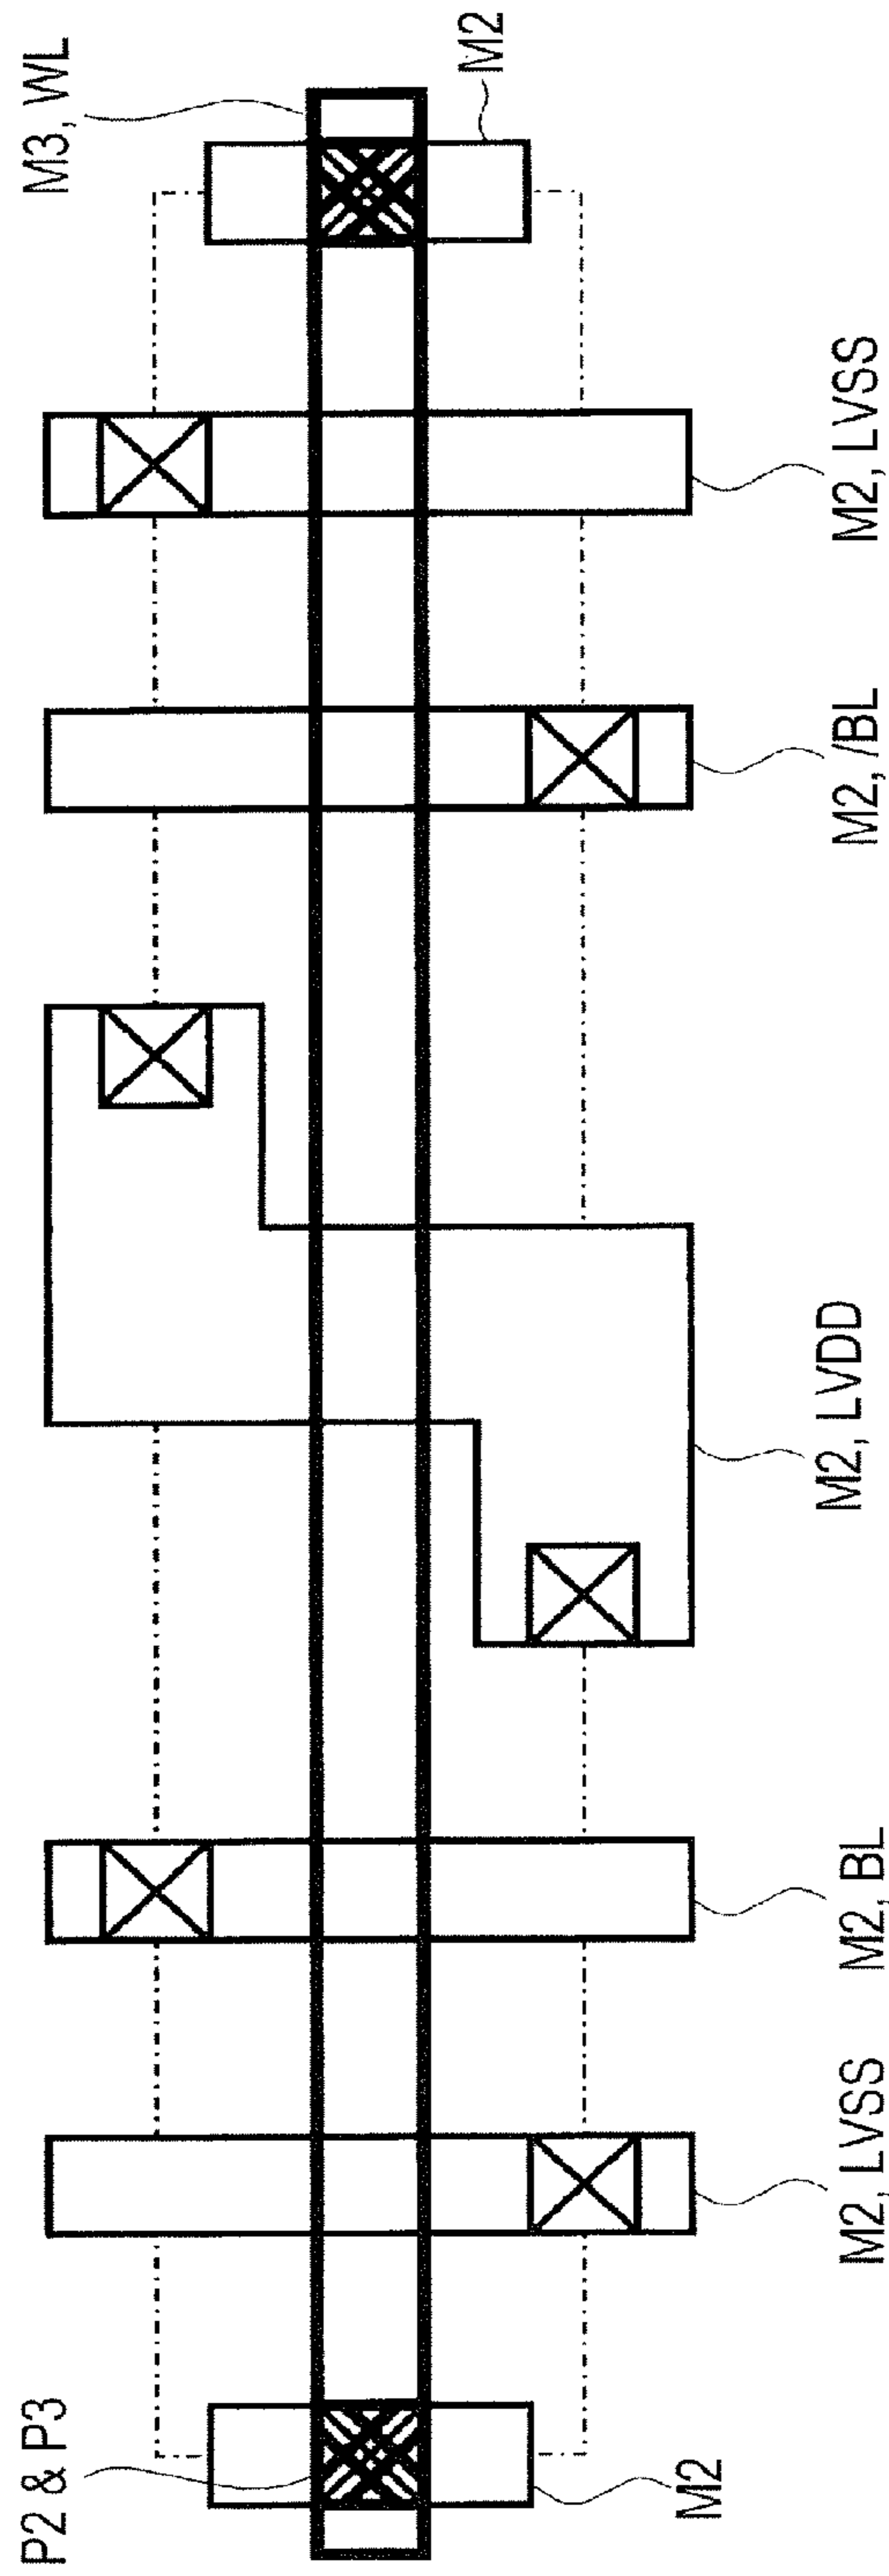 P2 & P3
M3, WL
M2
M2
M2, LVSS
M2, BL
M2, LVDD
M2, /BL
M2, LVSS